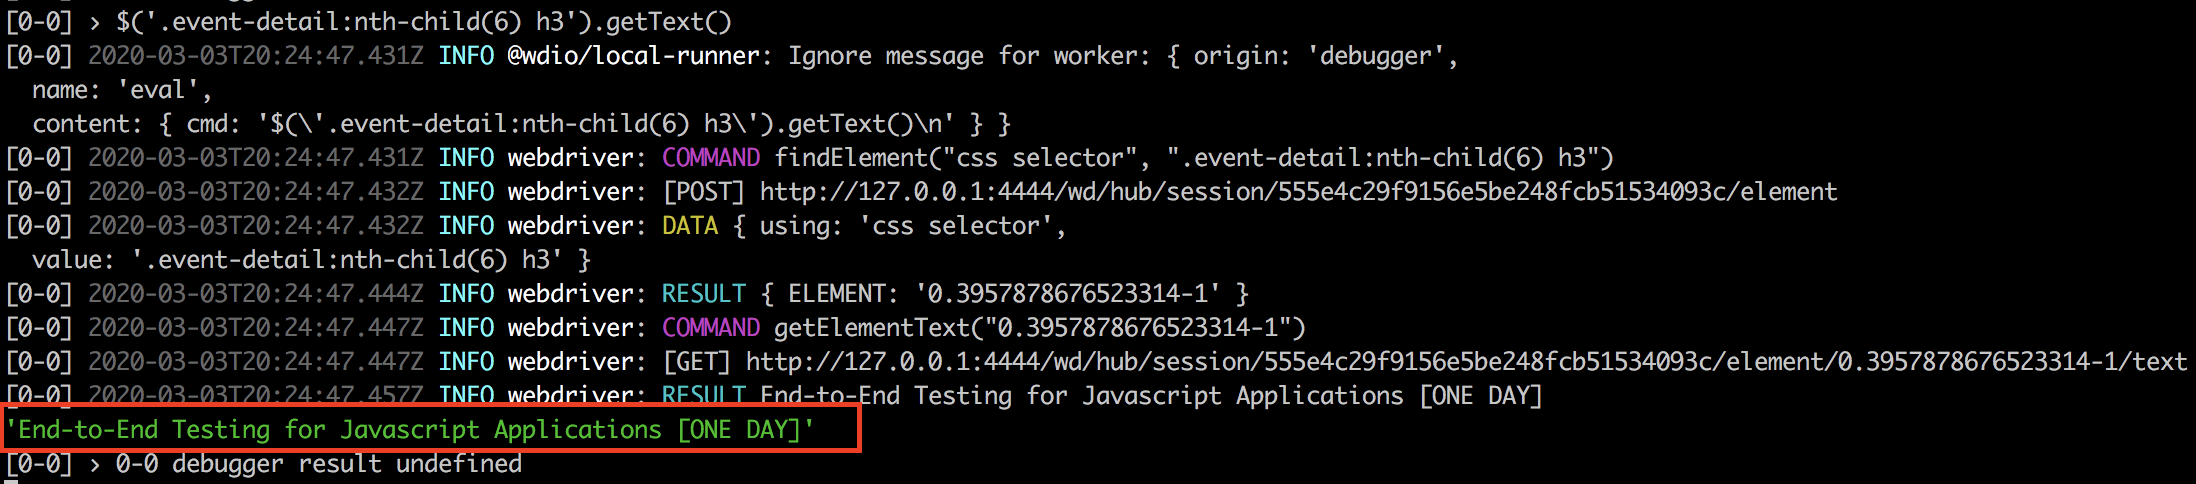 [0-0] › $('.event-detail:nth-child(6) h3').getText()
[0-0] 2020-03-03T20:24:47.431Z INFO @wdio/local-runner: Ignore message for worker: { origin: 'debugger',
  name: 'eval',
  content: { cmd: '$(\'.event-detail:nth-child(6) h3\').getText()\n' } }
[0-0] 2020-03-03T20:24:47.431Z INFO webdriver: COMMAND findElement("css selector", ".event-detail:nth-child(6) h3")
[0-0] 2020-03-03T20:24:47.432Z INFO webdriver: [POST] http://127.0.0.1:4444/wd/hub/session/555e4c29f9156e5be248fcb51534093c/element
[0-0] 2020-03-03T20:24:47.432Z INFO webdriver: DATA { using: 'css selector',
  value: '.event-detail:nth-child(6) h3' }
[0-0] 2020-03-03T20:24:47.444Z INFO webdriver: RESULT { ELEMENT: '0.3957878676523314-1' }
[0-0] 2020-03-03T20:24:47.447Z INFO webdriver: COMMAND getElementText("0.3957878676523314-1")
[0-0] 2020-03-03T20:24:47.447Z INFO webdriver: [GET] http://127.0.0.1:4444/wd/hub/session/555e4c29f9156e5be248fcb51534093c/element/0.3957878676523314-1/text
[0-0] 2020-03-03T20:24:47.457Z INFO webdriver: RESULT End-to-End Testing for Javascript Applications [ONE DAY]
'End-to-End Testing for Javascript Applications [ONE DAY]'
[0-0] › 0-0 debugger result undefined